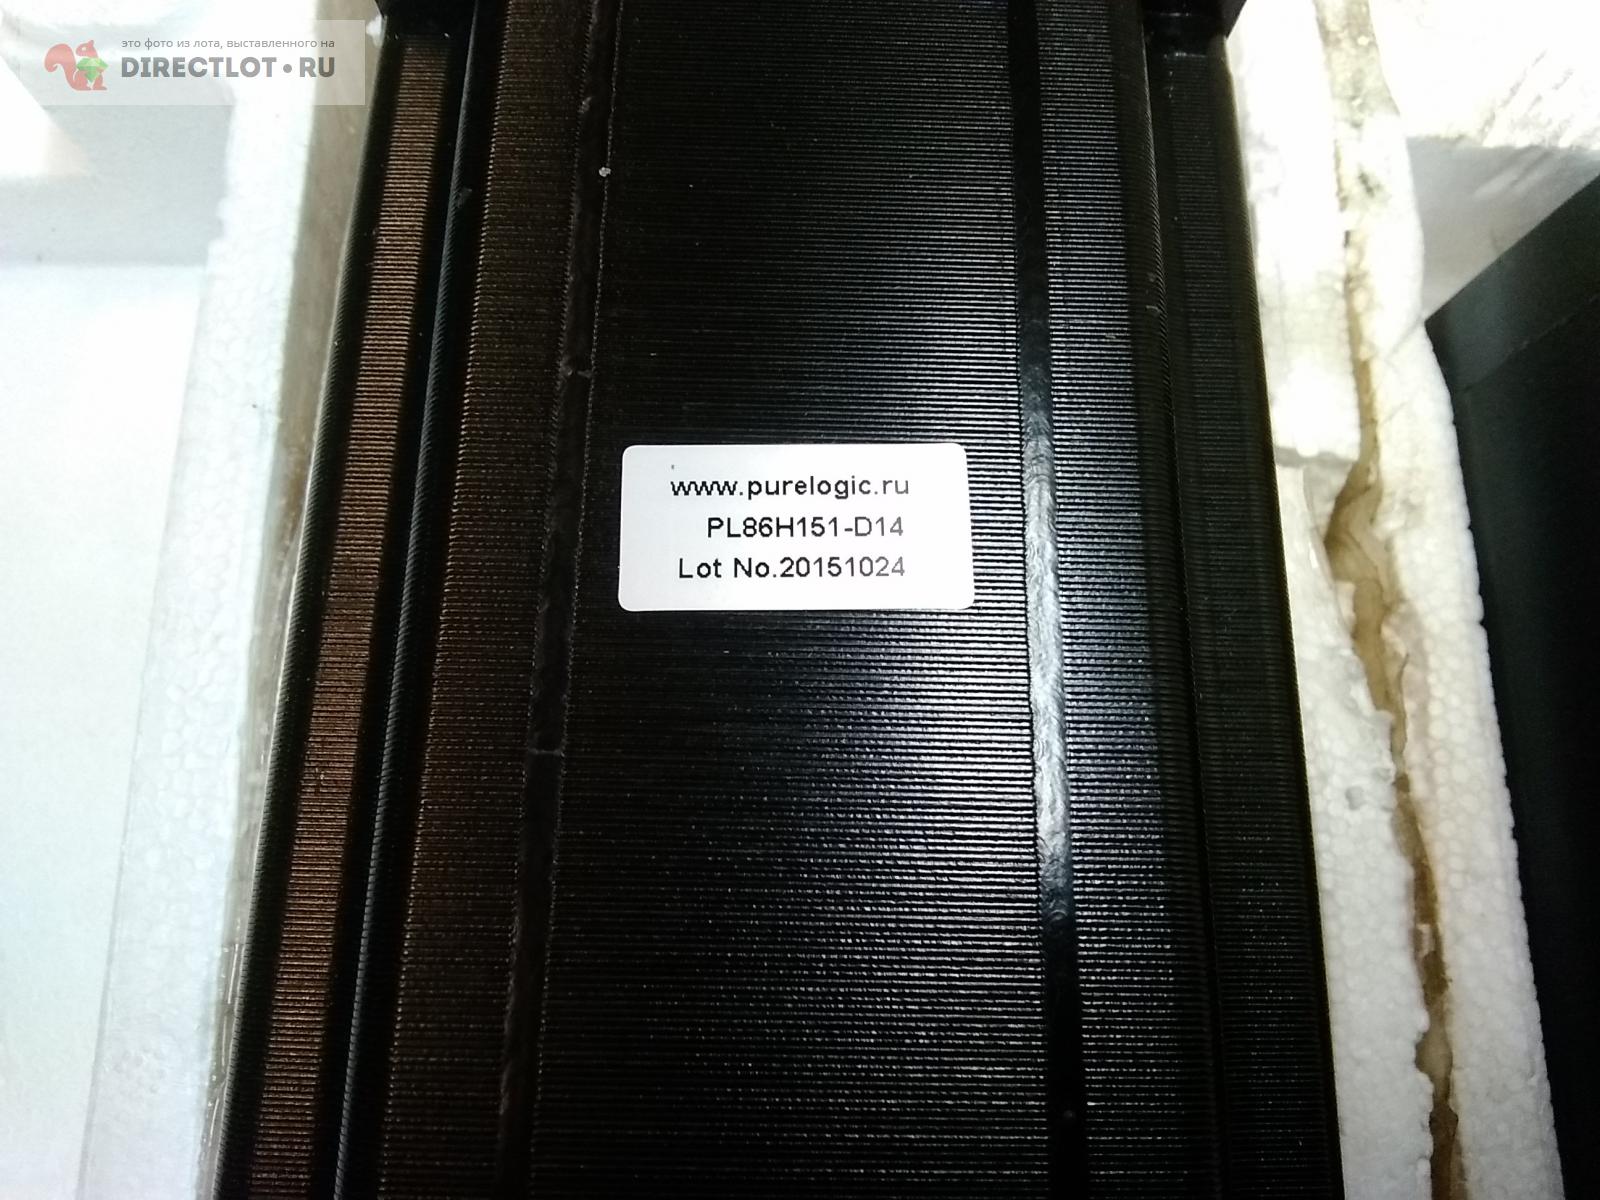 это фото из лота, выставленного на
DIRECTLOT•RU
www.purelogic.ru
PL86H151-D14
Lot No.20151024